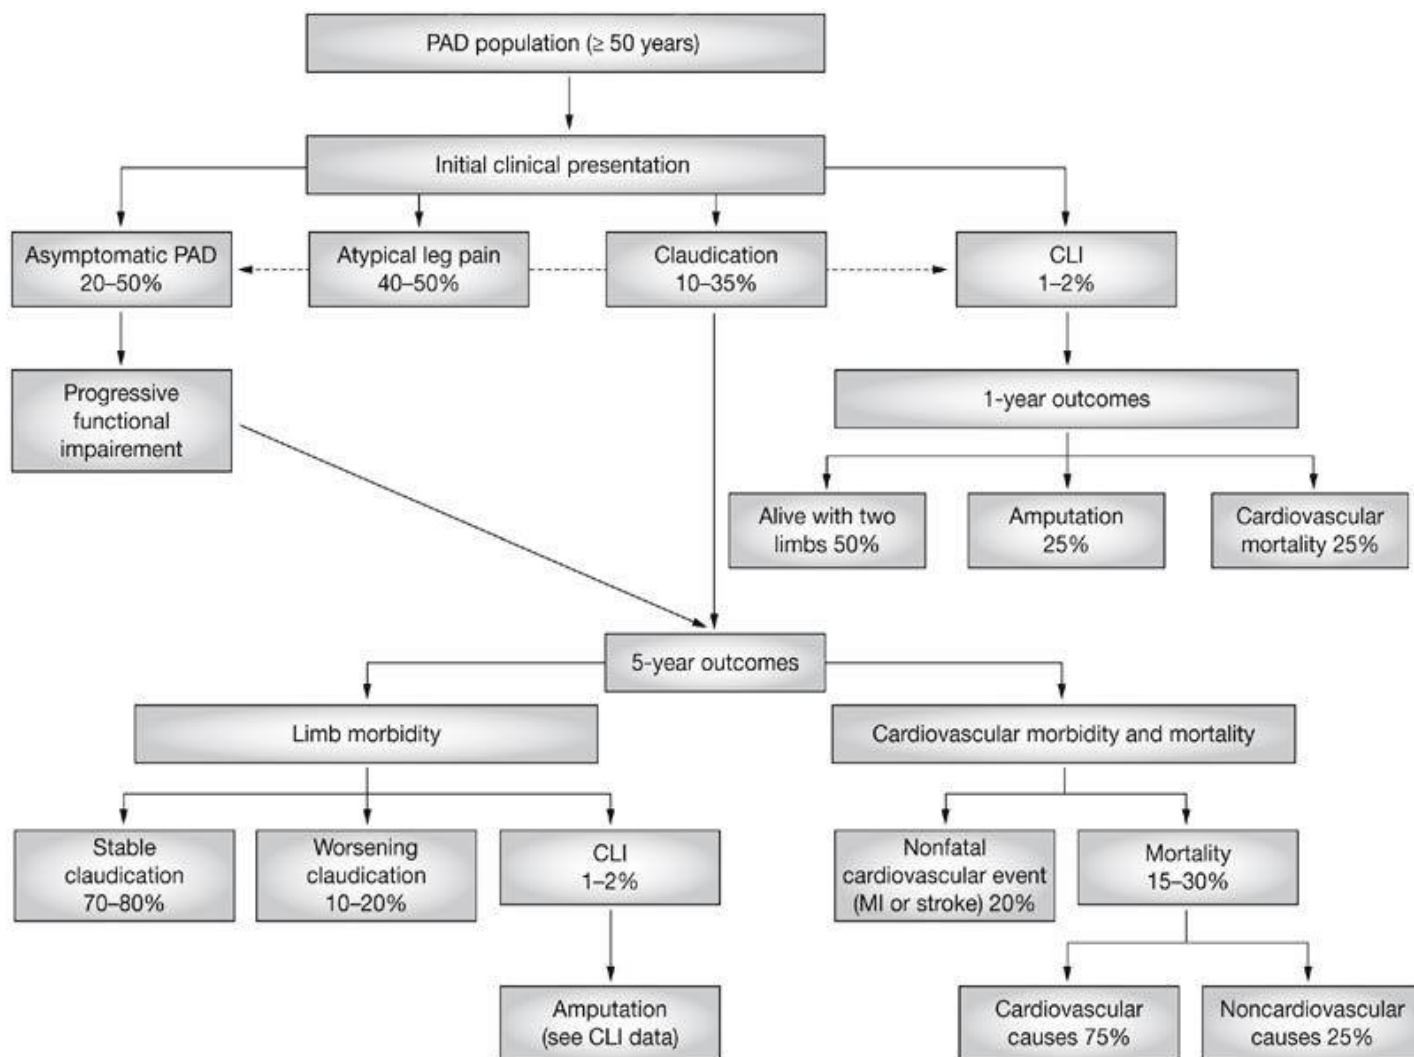 PAD population (≥ 50 years)
Initial clinical presentation
Asymptomatic PAD
20–50%
Atypical leg pain
40–50%
Claudication
10–35%
CLI
1–2%
Progressive
functional
impairement
1-year outcomes
Alive with two
limbs 50%
Amputation
25%
Cardiovascular
mortality 25%
5-year outcomes
Limb morbidity
Cardiovascular morbidity and mortality
Stable
claudication
70–80%
Worsening
claudication
10–20%
CLI
1–2%
Nonfatal
cardiovascular event
(MI or stroke) 20%
Mortality
15–30%
Amputation
(see CLI data)
Cardiovascular
causes 75%
Noncardiovascular
causes 25%